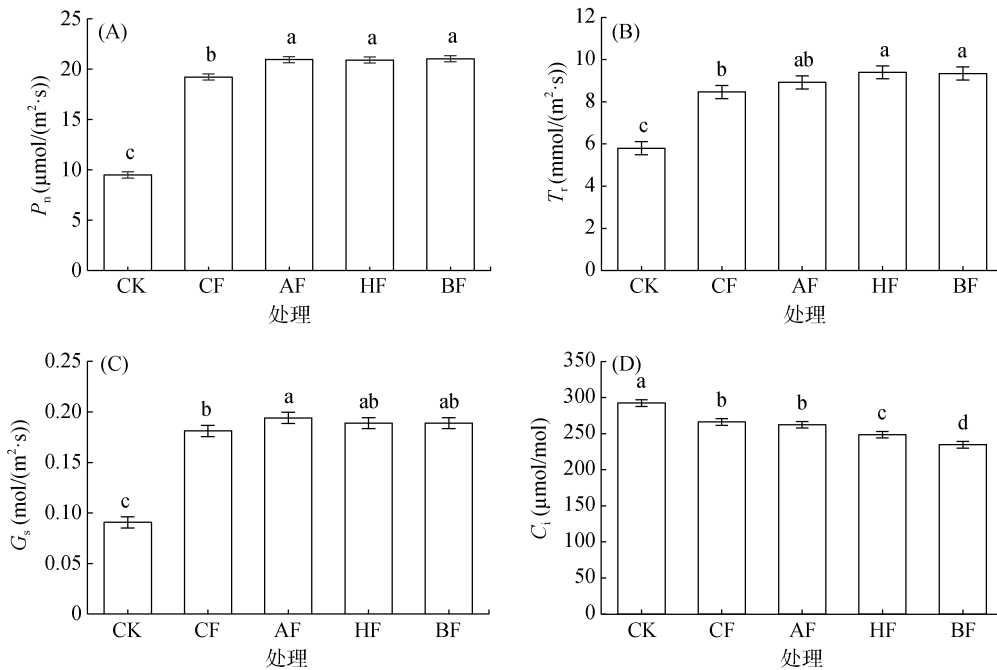 (A)
25
20
15
10
5
0
Pn (μmol/(m²·s))
c
b
a
a
a
CK CF AF HF BF
处理
(B)
12
10
8
6
4
2
0
Tr (mmol/(m²·s))
c
b
ab
a
a
CK CF AF HF BF
处理
(C)
0.25
0.20
0.15
0.10
0.05
0
Gs (mol/(m²·s))
c
b
a
ab
ab
CK CF AF HF BF
处理
(D)
350
300
250
200
150
100
50
0
Ci (μmol/mol)
a
b
b
c
d
CK CF AF HF BF
处理